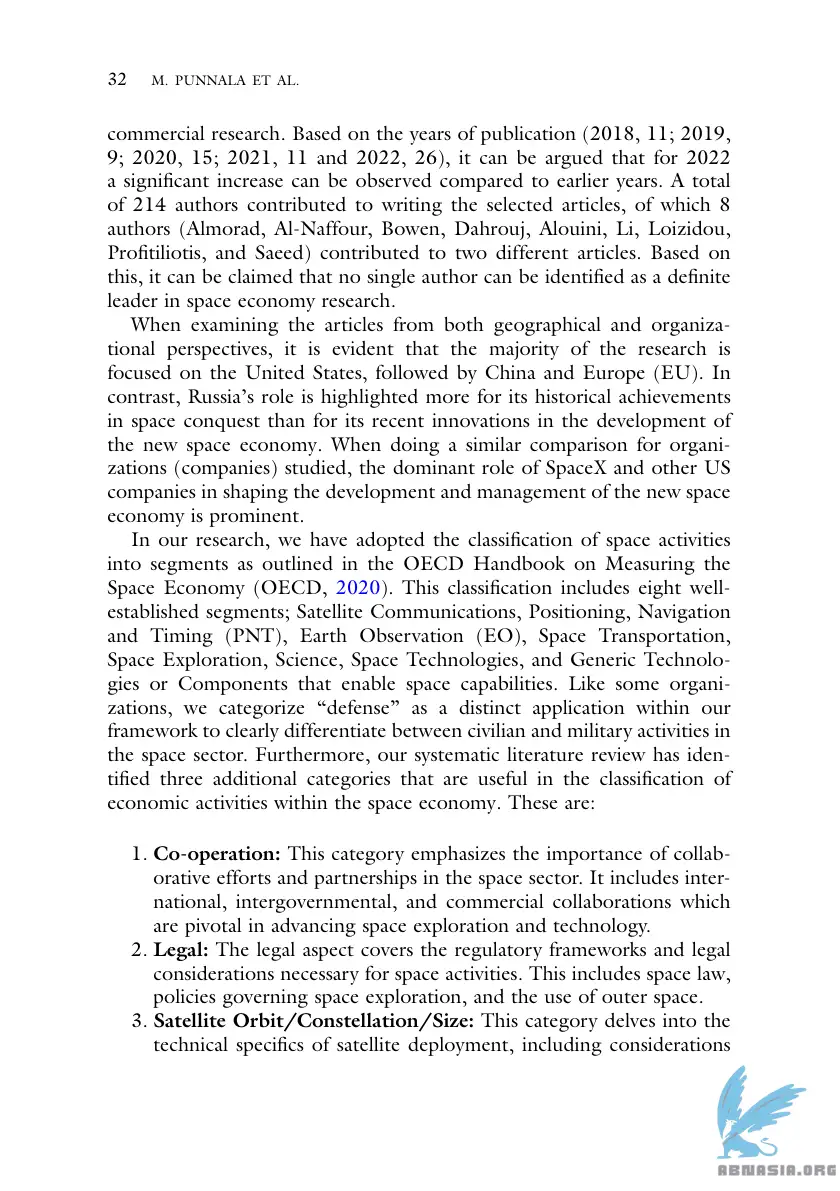 32 M. PUNNALA ET AL.
commercial research. Based on the years of publication (2018, 11; 2019,
9; 2020, 15; 2021, 11 and 2022, 26), it can be argued that for 2022
a significant increase can be observed compared to earlier years. A total
of 214 authors contributed to writing the selected articles, of which 8
authors (Almorad, Al-Naffour, Bowen, Dahrouj, Alouini, Li, Loizidou,
Profitiliotis, and Saeed) contributed to two different articles. Based on
this, it can be claimed that no single author can be identified as a definite
leader in space economy research.
When examining the articles from both geographical and organiza-
tional perspectives, it is evident that the majority of the research is
focused on the United States, followed by China and Europe (EU). In
contrast, Russia's role is highlighted more for its historical achievements
in space conquest than for its recent innovations in the development of
the new space economy. When doing a similar comparison for organi-
zations (companies) studied, the dominant role of SpaceX and other US
companies in shaping the development and management of the new space
economy is prominent.
In our research, we have adopted the classification of space activities
into segments as outlined in the OECD Handbook on Measuring the
Space Economy (OECD, 2020). This classification includes eight well-
established segments; Satellite Communications, Positioning, Navigation
and Timing (PNT), Earth Observation (EO), Space Transportation,
Space Exploration, Science, Space Technologies, and Generic Technolo-
gies or Components that enable space capabilities. Like some organi-
zations, we categorize “defense” as a distinct application within our
framework to clearly differentiate between civilian and military activities in
the space sector. Furthermore, our systematic literature review has iden-
tified three additional categories that are useful in the classification of
economic activities within the space economy. These are:
1. Co-operation: This category emphasizes the importance of collab-
orative efforts and partnerships in the space sector. It includes inter-
national, intergovernmental, and commercial collaborations which
are pivotal in advancing space exploration and technology.
2. Legal: The legal aspect covers the regulatory frameworks and legal
considerations necessary for space activities. This includes space law,
policies governing space exploration, and the use of outer space.
3. Satellite Orbit/Constellation/Size: This category delves into the
technical specifics of satellite deployment, including considerations
ABNASIA.ORG